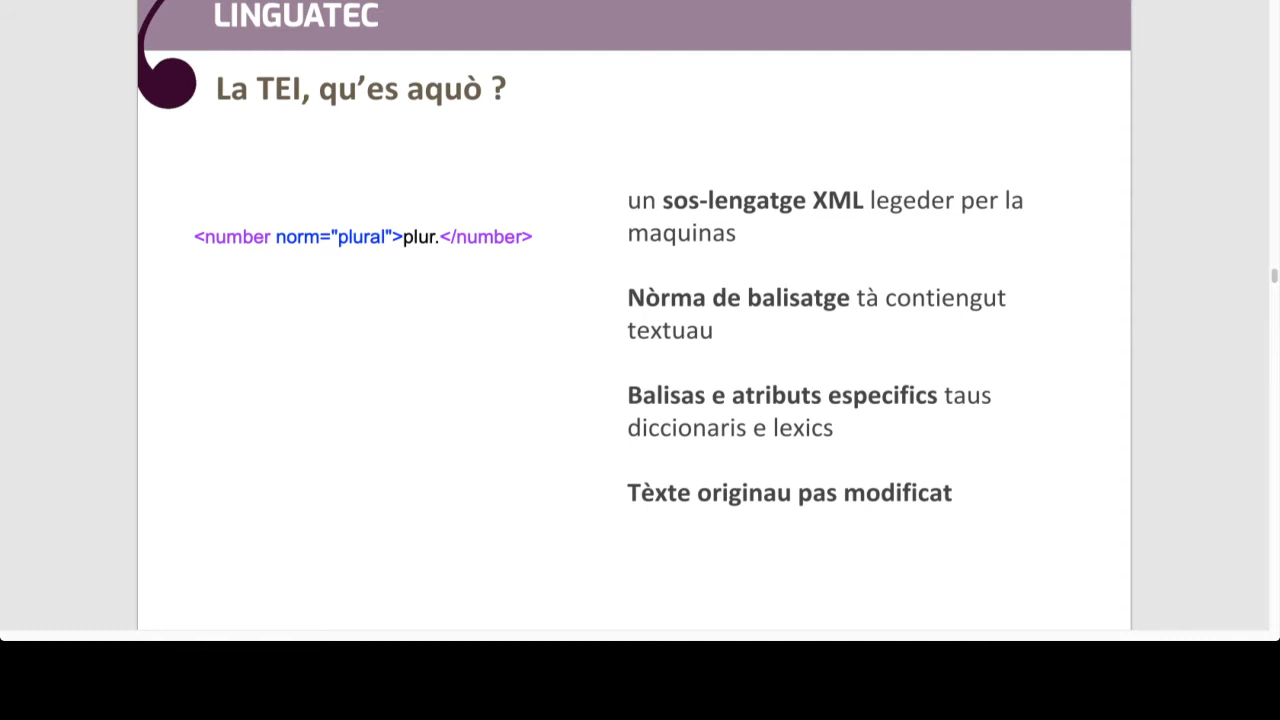 LINGUATEC
La TEI, qu’es aquò ?
<number norm="plural">plur.</number>
un sos-lengatge XML legeder per la
maquinas
Nòrma de balisatge tà contiengut
textuau
Balisas e atributs especifics taus
diccionaris e lexics
Tèxte originau pas modificat